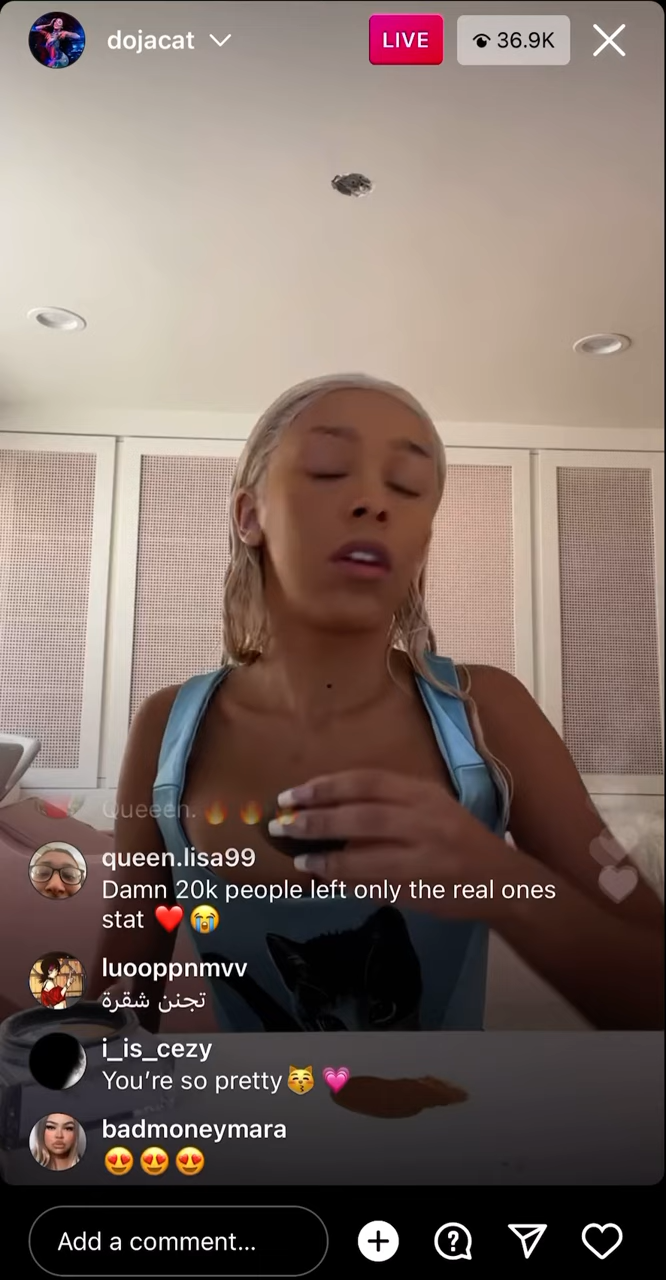 dojacat
LIVE
36.9K
Queeen. 🔥 🔥 🔥
queen.lisa99
Damn 20k people left only the real ones
stat ❤️😭
luooppnmvv
تجنن شقرة
i_is_cezy
You’re so pretty😽 💗
badmoneymara
😍 😍 😍
Add a comment...